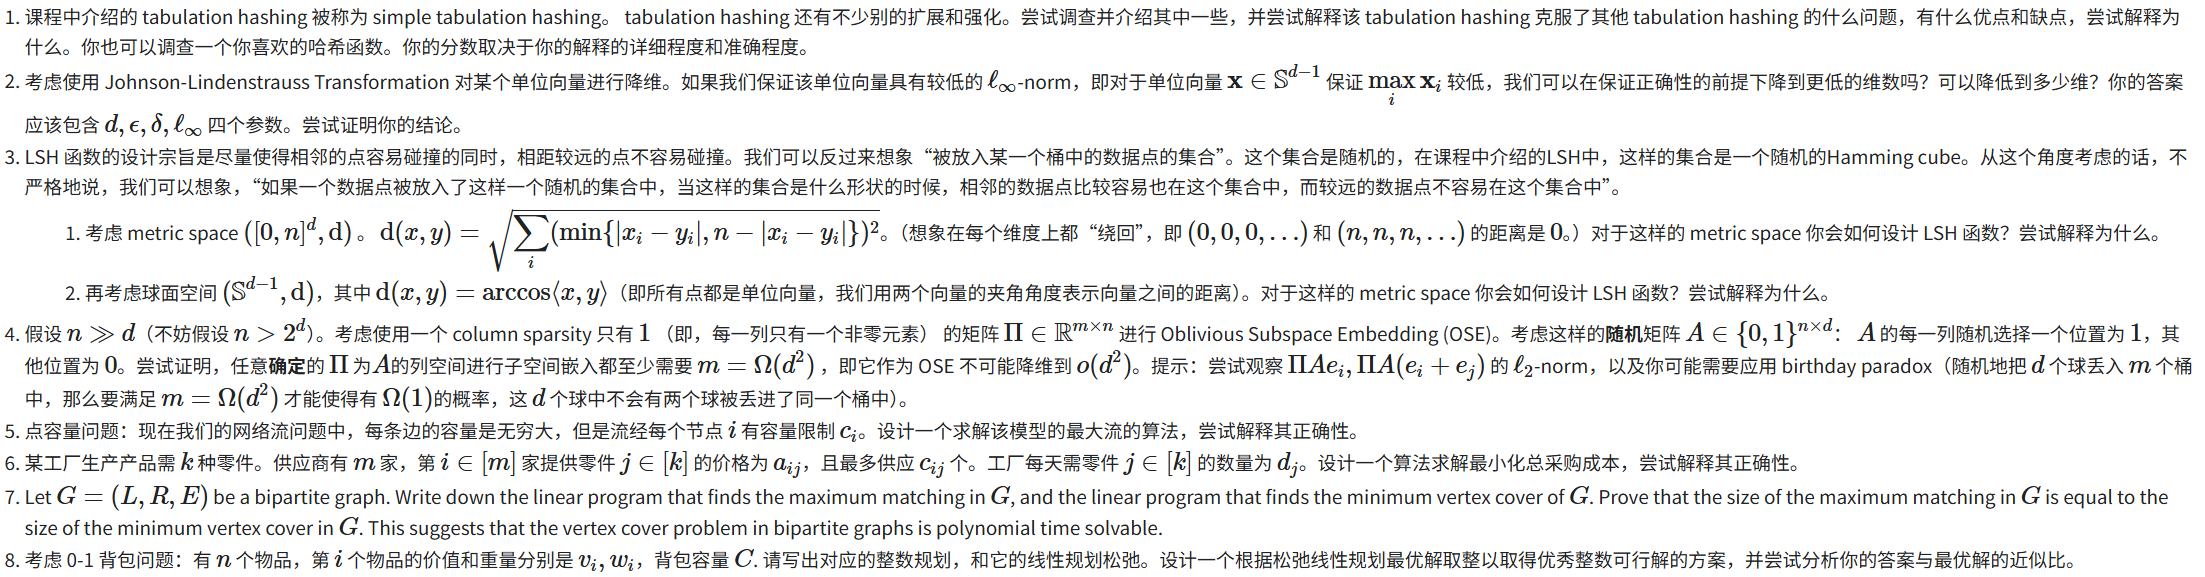 1. 课程中介绍的 tabulation hashing 被称为 simple tabulation hashing。 tabulation hashing 还有不少别的扩展和强化。尝试调查并介绍其中一些，并尝试解释该 tabulation hashing 克服了其他 tabulation hashing 的什么问题，有什么优点和缺点，尝试解释为
什么。你也可以调查一个你喜欢的哈希函数。你的分数取决于你的解释的详细程度和准确程度。
2. 考虑使用 Johnson-Lindenstrauss Transformation 对某个单位向量进行降维。如果我们保证该单位向量具有较低的 $\ell_\infty$-norm，即对于单位向量 $\mathbf{x} \in \mathbb{S}^{d-1}$ 保证 $\max_i \mathbf{x}_i$ 较低，我们可以在保证正确性的前提下降到更低的维数吗？可以降低到多少维？你的答案
应该包含 $d, \epsilon, \delta, \ell_\infty$ 四个参数。尝试证明你的结论。
3. LSH 函数的设计宗旨是尽量使得相邻的点容易碰撞的同时，相距较远的点不容易碰撞。我们可以反过来想象“被放入某一个桶中的数据点的集合”。这个集合是随机的，在课程中介绍的LSH中，这样的集合是一个随机的Hamming cube。从这个角度考虑的话，不
严格地说，我们可以想象，“如果一个数据点被放入了这样一个随机的集合中，当这样的集合是什么形状的时候，相邻的数据点比较容易也在这个集合中，而较远的数据点不容易在这个集合中”。
1. 考虑 metric space $([0, n]^d, \mathrm{d})$ 。$\mathrm{d}(x, y) = \sqrt{\sum_i (\min\{|x_i - y_i|, n - |x_i - y_i|\})^2}$。（想象在每个维度上都“绕回”，即 $(0, 0, 0, \ldots)$ 和 $(n, n, n, \ldots)$ 的距离是 $0$。）对于这样的 metric space 你会如何设计 LSH 函数？尝试解释为什么。
2. 再考虑球面空间 $(\mathbb{S}^{d-1}, \mathrm{d})$，其中 $\mathrm{d}(x, y) = \arccos\langle x, y\rangle$（即所有点都是单位向量，我们用两个向量的夹角角度表示向量之间的距离）。对于这样的 metric space 你会如何设计 LSH 函数？尝试解释为什么。
4. 假设 $n \gg d$（不妨假设 $n > 2^d$）。考虑使用一个 column sparsity 只有 $1$ （即，每一列只有一个非零元素） 的矩阵 $\Pi \in \mathbb{R}^{m \times n}$ 进行 Oblivious Subspace Embedding (OSE)。考虑这样的随机矩阵 $A \in \{0, 1\}^{n \times d}$： $A$ 的每一列随机选择一个位置为 $1$，其
他位置为 $0$。尝试证明，任意确定的 $\Pi$ 为$A$的列空间进行子空间嵌入都至少需要 $m = \Omega(d^2)$ ，即它作为 OSE 不可能降维到 $o(d^2)$。提示：尝试观察 $\Pi A e_i, \Pi A(e_i + e_j)$ 的 $\ell_2$-norm，以及你可能需要应用 birthday paradox（随机地把 $d$ 个球丢入 $m$ 个桶
中，那么要满足 $m = \Omega(d^2)$ 才能使得有 $\Omega(1)$的概率，这 $d$ 个球中不会有两个球被丢进了同一个桶中）。
5. 点容量问题：现在我们的网络流问题中，每条边的容量是无穷大，但是流经每个节点 $i$ 有容量限制 $c_i$。设计一个求解该模型的最大流的算法，尝试解释其正确性。
6. 某工厂生产产品需 $k$ 种零件。供应商有 $m$ 家，第 $i \in [m]$ 家提供零件 $j \in [k]$ 的价格为 $a_{ij}$，且最多供应 $c_{ij}$ 个。工厂每天需零件 $j \in [k]$ 的数量为 $d_j$。设计一个算法求解最小化总采购成本，尝试解释其正确性。
7. Let $G = (L, R, E)$ be a bipartite graph. Write down the linear program that finds the maximum matching in $G$, and the linear program that finds the minimum vertex cover of $G$. Prove that the size of the maximum matching in $G$ is equal to the
size of the minimum vertex cover in $G$. This suggests that the vertex cover problem in bipartite graphs is polynomial time solvable.
8. 考虑 0-1 背包问题：有 $n$ 个物品，第 $i$ 个物品的价值和重量分别是 $v_i, w_i$，背包容量 $C$. 请写出对应的整数规划，和它的线性规划松弛。设计一个根据松弛线性规划最优解取整以取得优秀整数可行解的方案，并尝试分析你的答案与最优解的近似比。